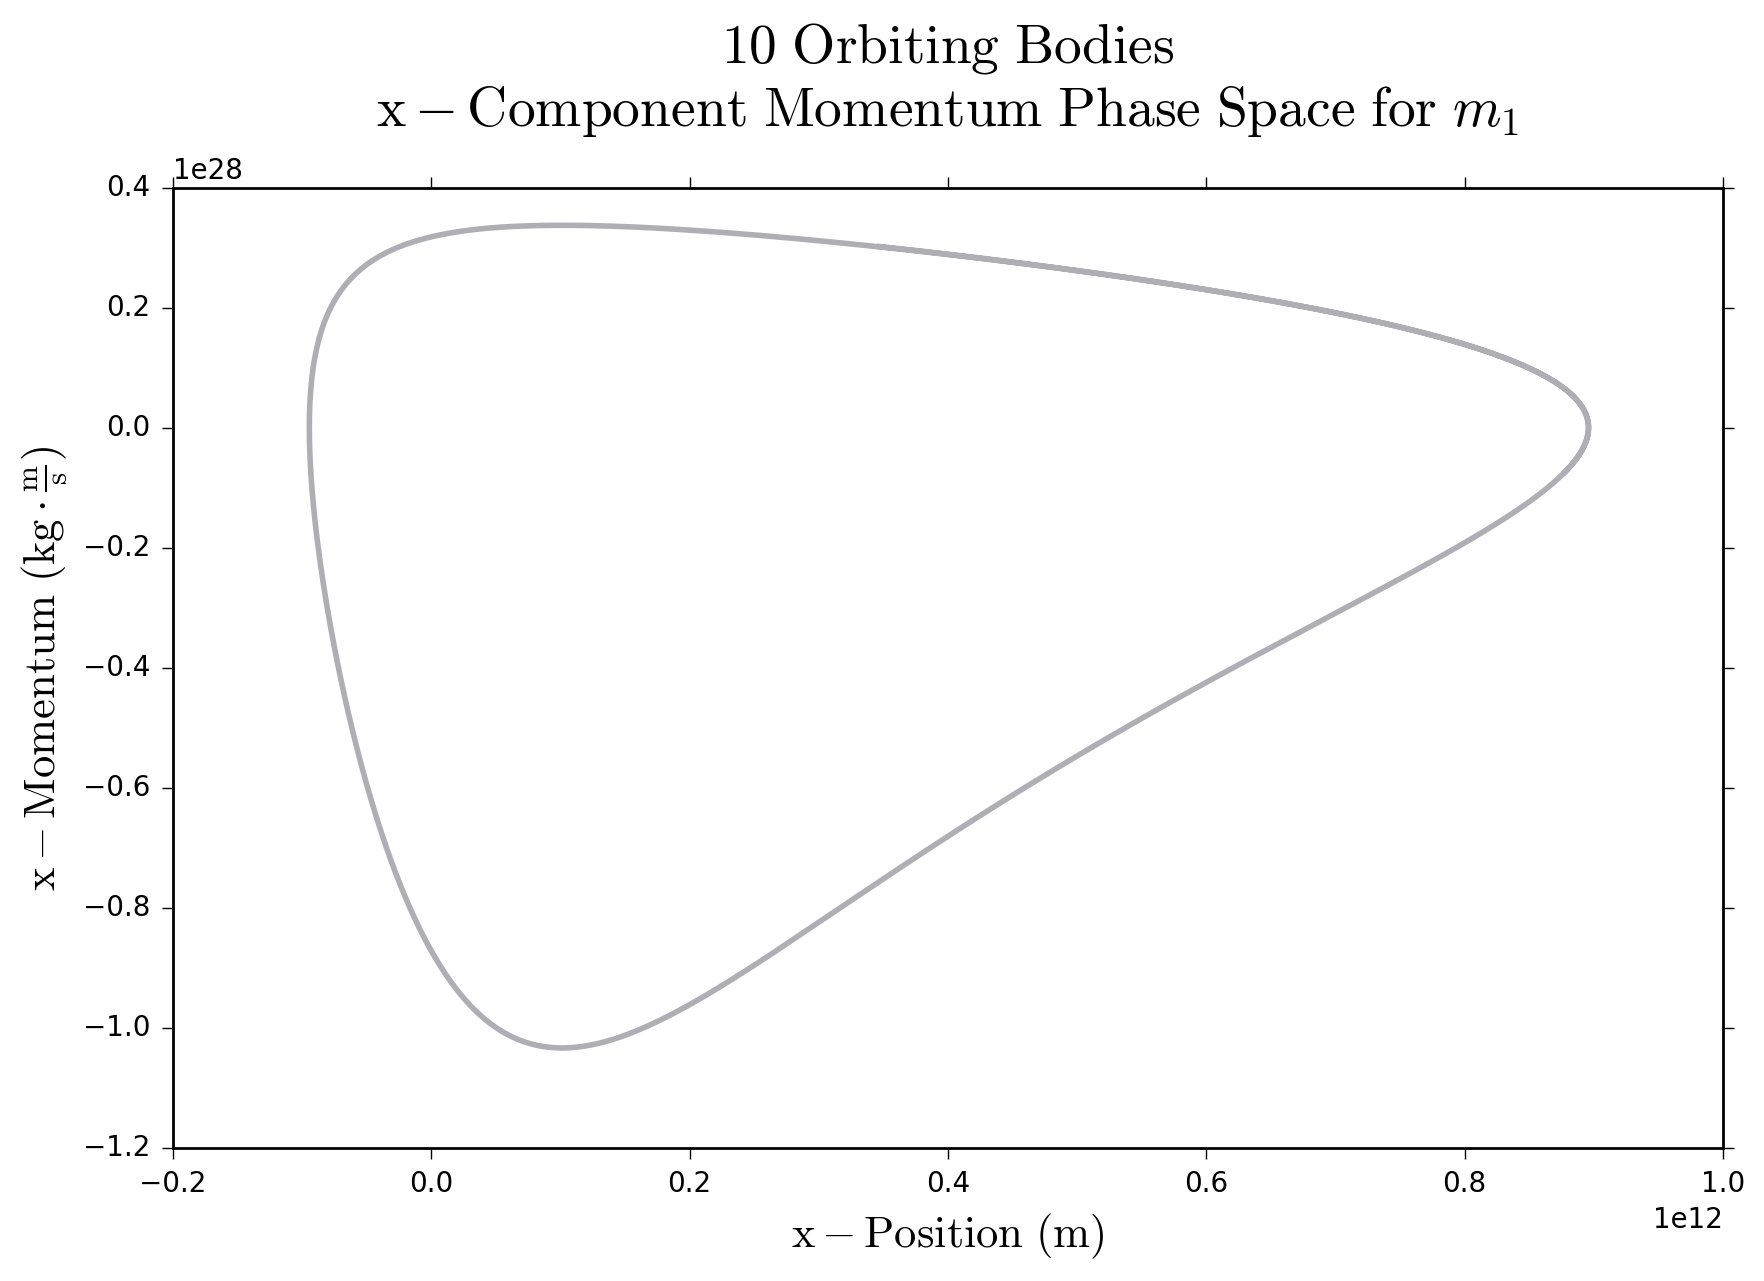 10 Orbiting Bodies
x – Component Momentum Phase Space for m₁
1e28
0.4
0.2
0.0
−0.2
−0.4
−0.6
−0.8
−1.0
−1.2
x – Momentum (kg · m/s)
−0.2 0.0 0.2 0.4 0.6 0.8 1.0
1e12
x – Position (m)